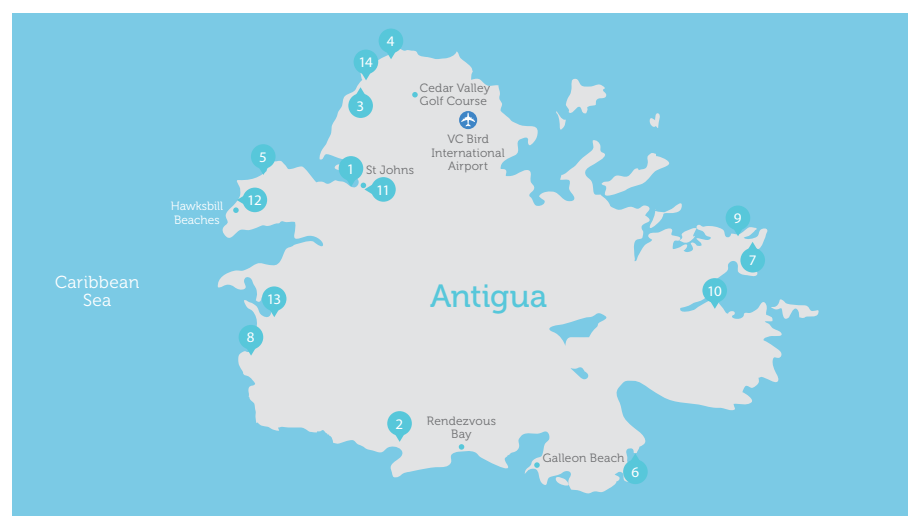 4
14
Cedar Valley
Golf Course
3
VC Bird
International
Airport
5
1
St Johns
11
12
Hawksbill
Beaches
9
7
Caribbean
Sea
10
13
Antigua
8
2
Rendezvous
Bay
Galleon Beach
6